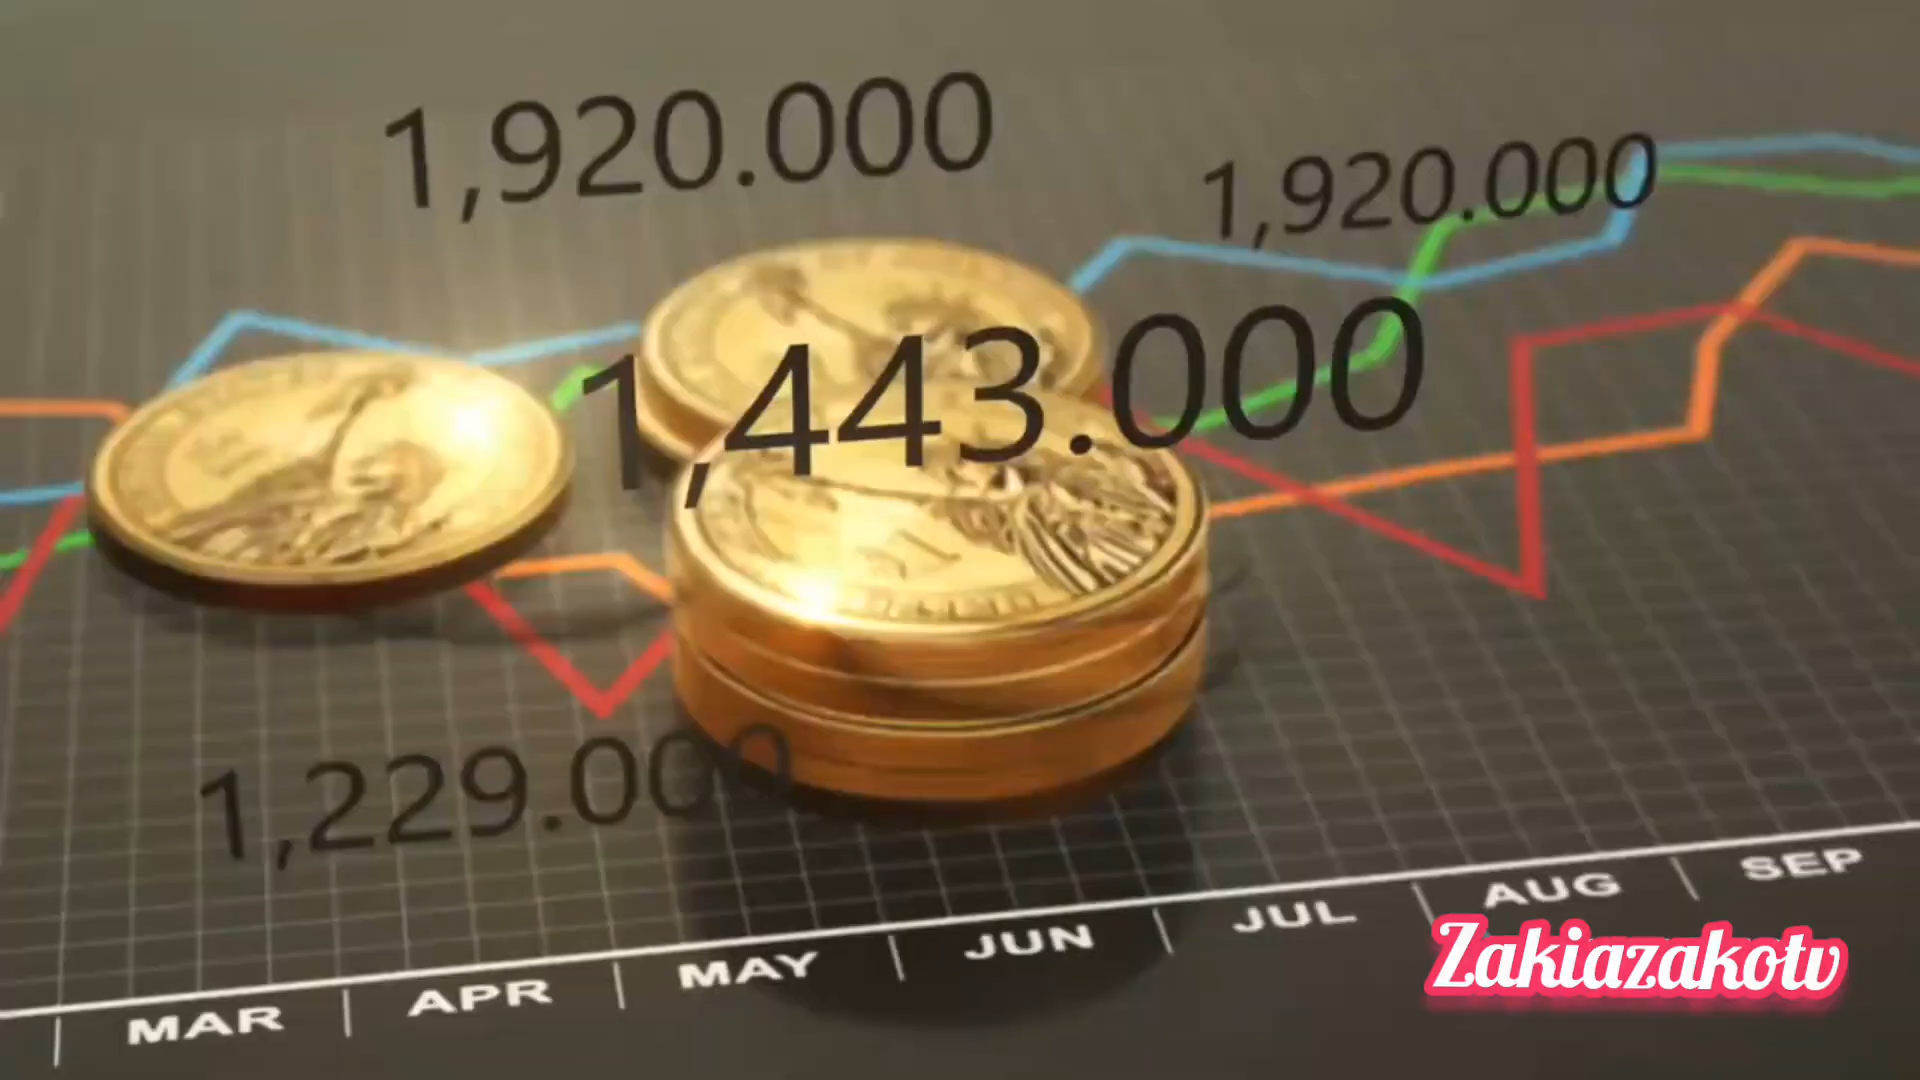 1,920.000
1,920.000
1,443.000
1,229.000
MAR
APR
MAY
JUN
JUL
AUG
SEP
Zakiazakotv